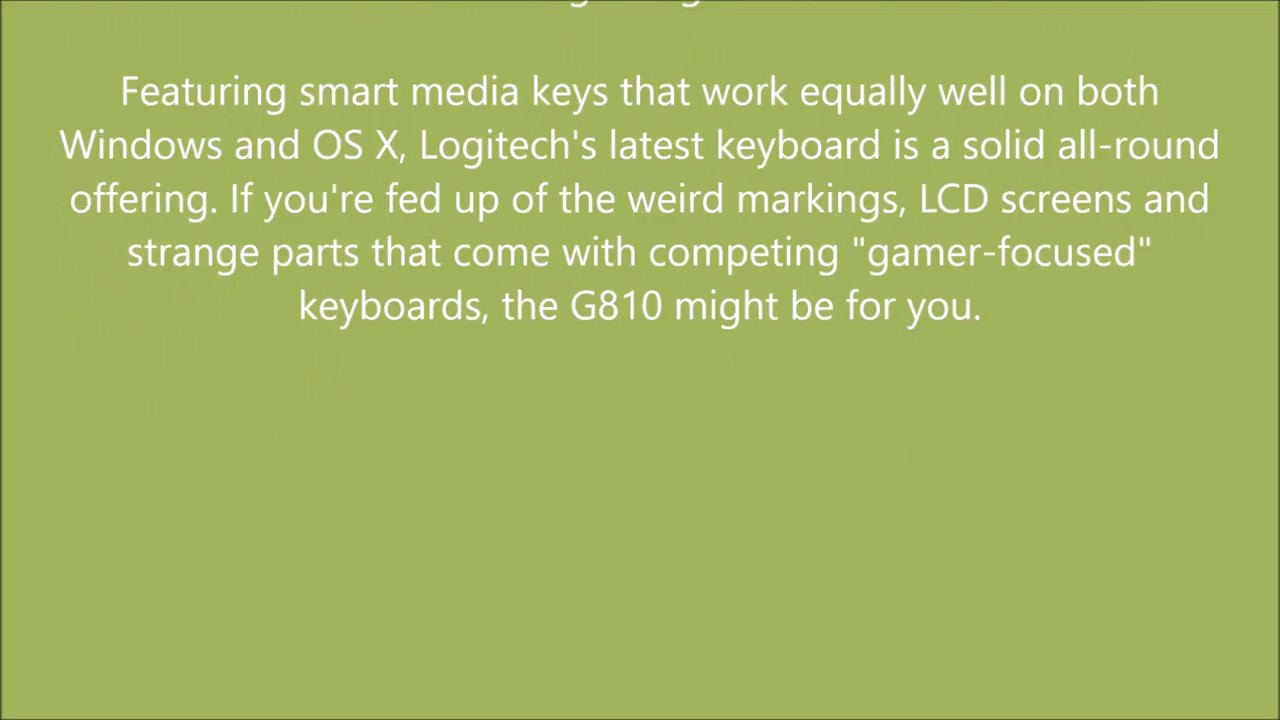 Featuring smart media keys that work equally well on both
Windows and OS X, Logitech's latest keyboard is a solid all-round
offering. If you're fed up of the weird markings, LCD screens and
strange parts that come with competing "gamer-focused"
keyboards, the G810 might be for you.